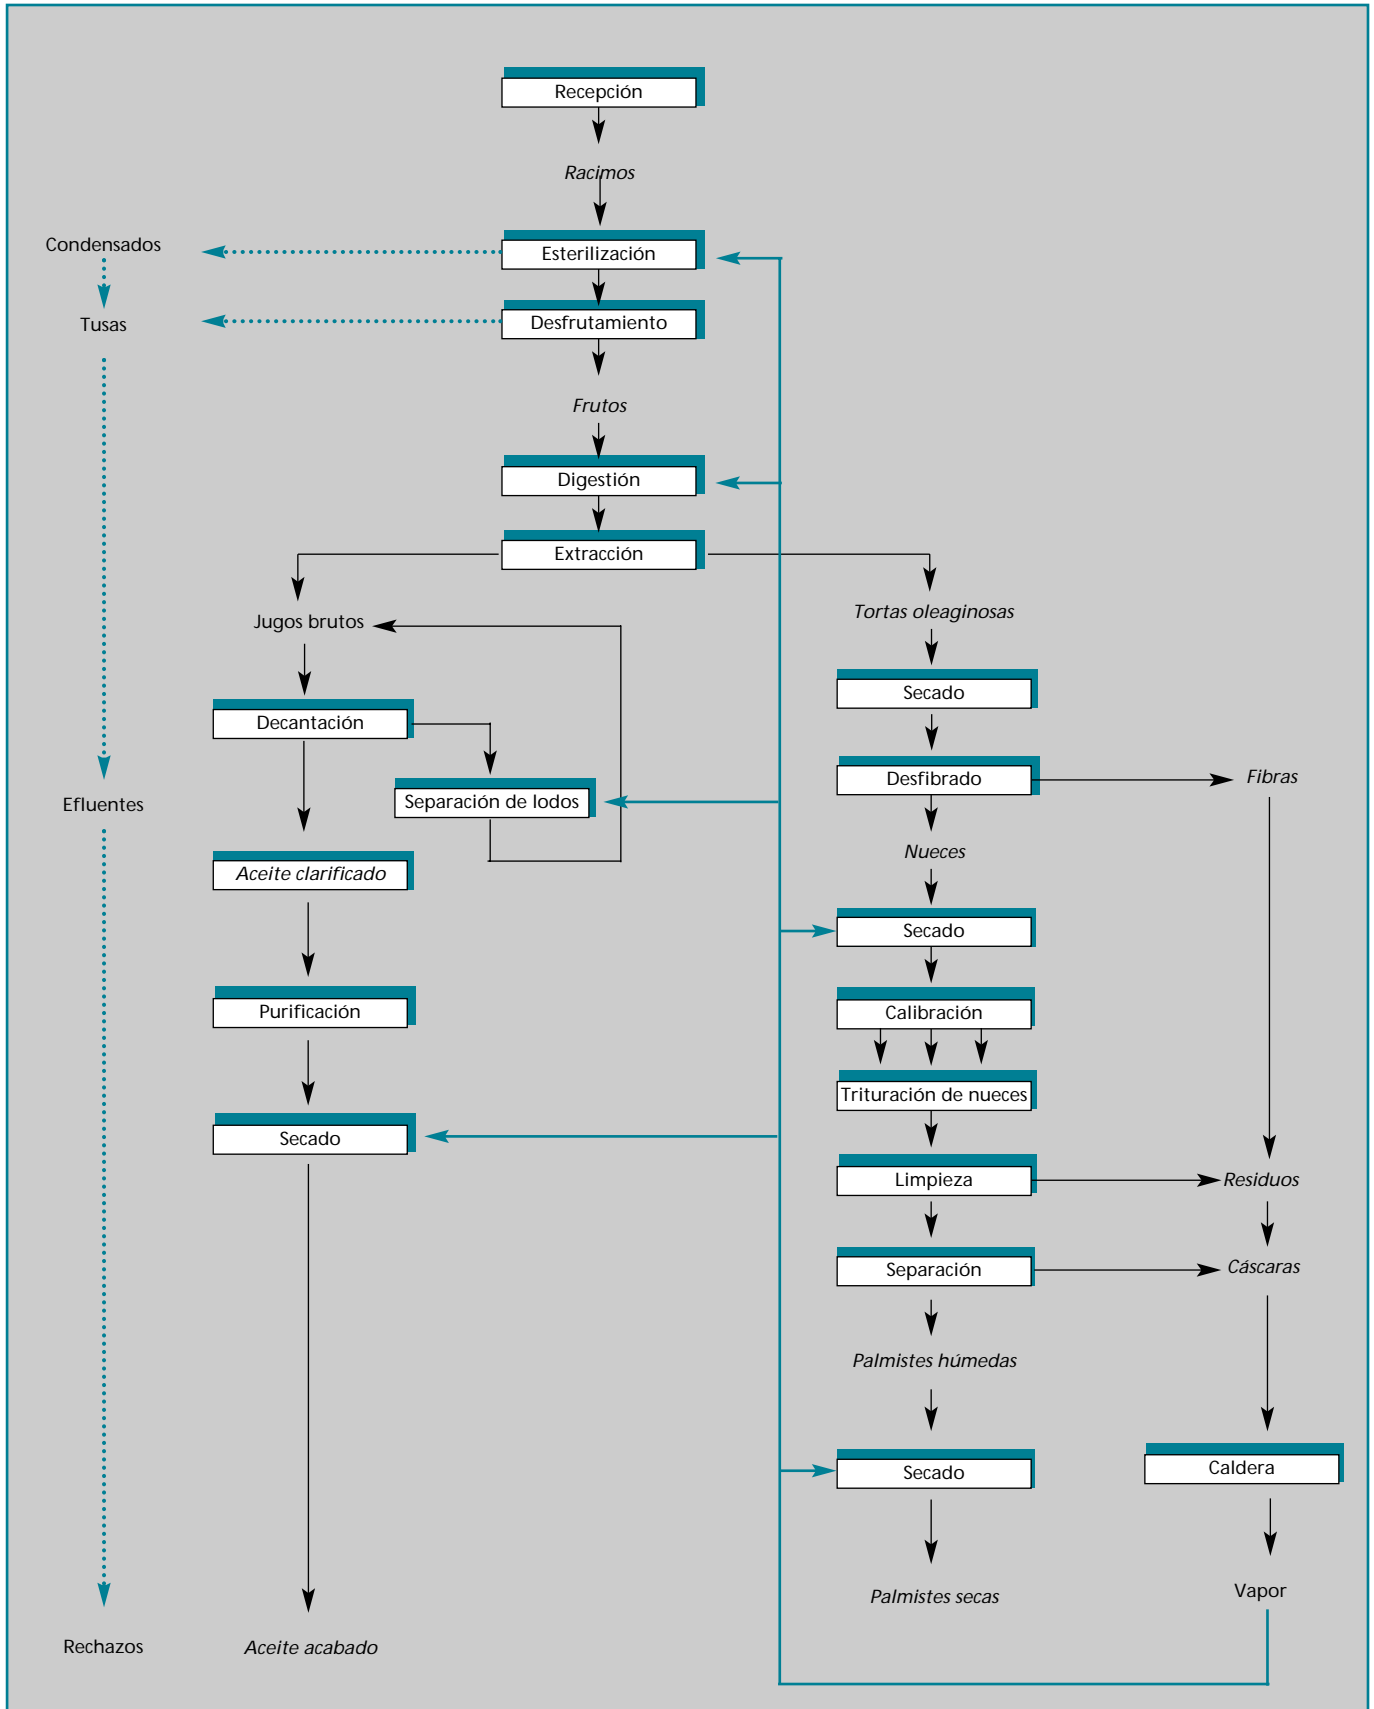 Recepción
Racimos
Condensados
Esterilización
Tusas
Desfrutamiento
Frutos
Digestión
Extracción
Jugos brutos
Tortas oleaginosas
Secado
Decantación
Desfibrado
Fibras
Efluentes
Separación de lodos
Nueces
Aceite clarificado
Secado
Purificación
Calibración
Trituración de nueces
Secado
Limpieza
Residuos
Separación
Cáscaras
Palmistes húmedas
Secado
Caldera
Palmistes secas
Vapor
Rechazos
Aceite acabado